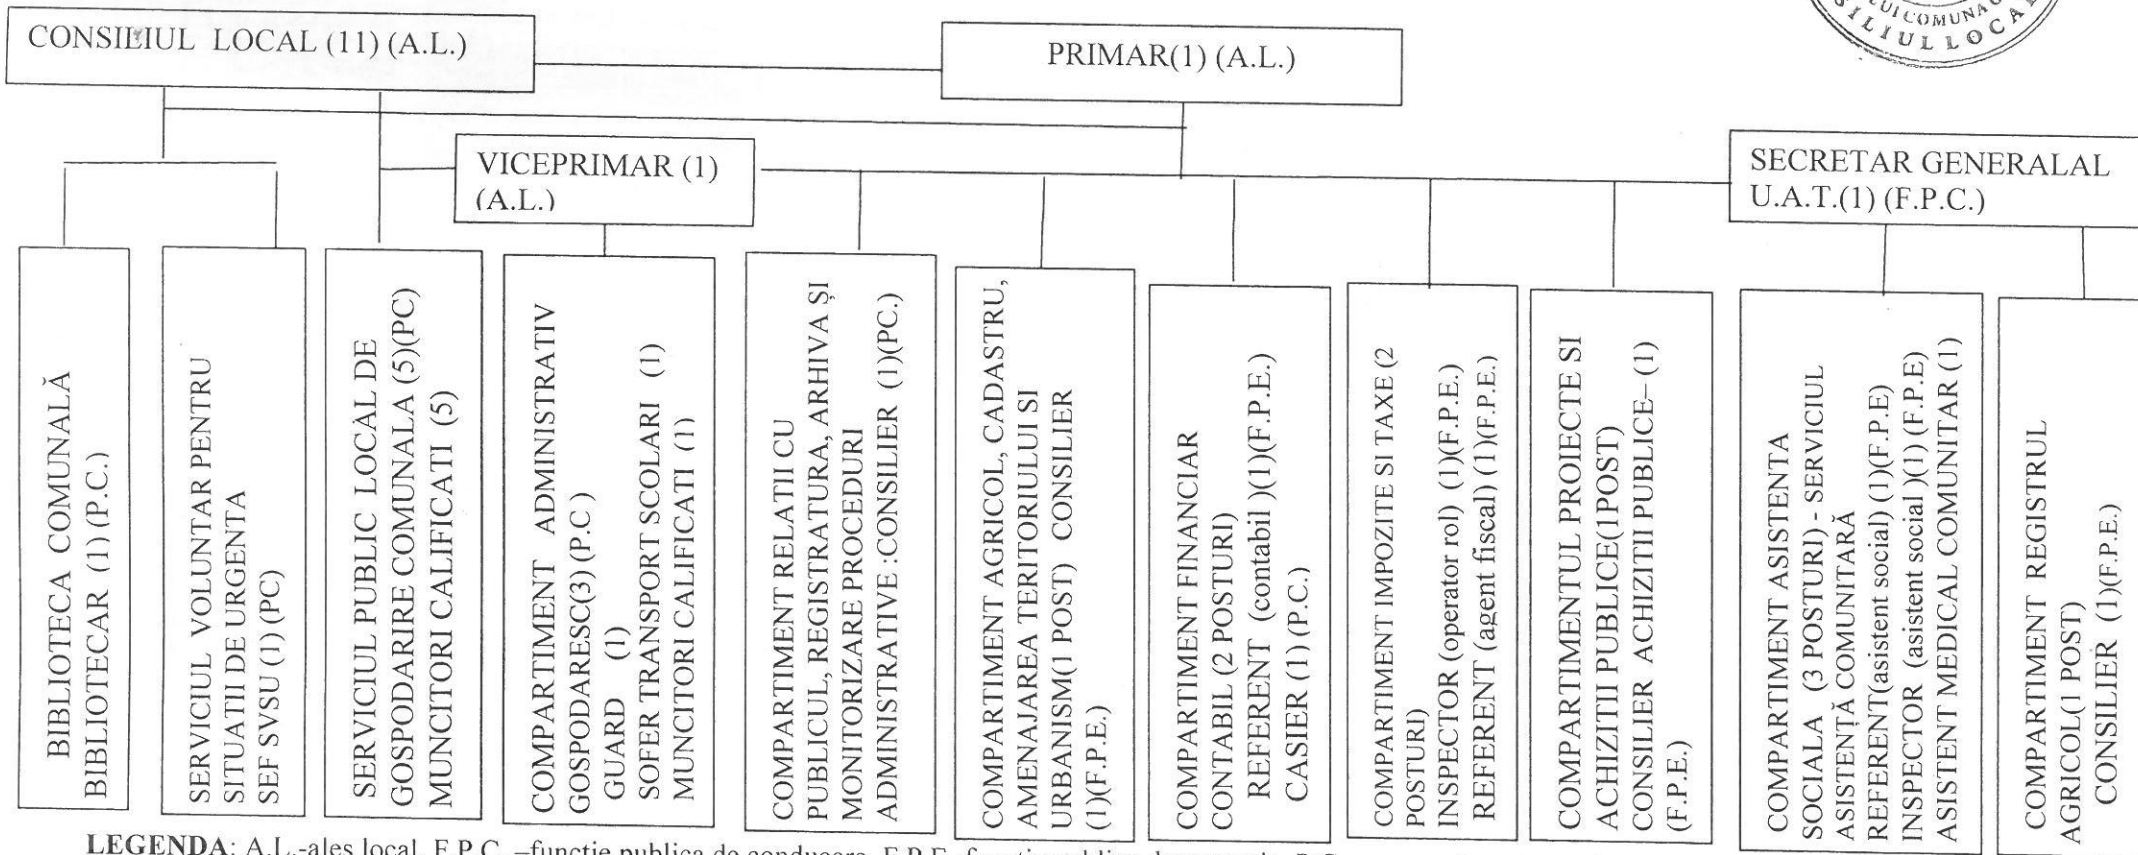 CONSILIUL LOCAL (11) (A.L.)
PRIMAR(1) (A.L.)
LUI COMUNA
SILIUL LOCAL
VICEPRIMAR (1)
(A.L.)
SECRETAR GENERALAL
U.A.T.(1) (F.P.C.)
BIBLIOTECA COMUNALĂ
BIBLIOTECAR (1) (P.C.)
SERVICIUL VOLUNTAR PENTRU
SITUATII DE URGENTA
SEF SVSU (1) (PC)
SERVICIUL PUBLIC LOCAL DE
GOSPODARIRE COMUNALA (5)(PC)
MUNCITORI CALIFICATI (5)
COMPARTIMENT ADMINISTRATIV
GOSPODARESC(3) (P.C )
GUARD (1)
SOFER TRANSPORT SCOLARI (1)
MUNCITORI CALIFICATI (1)
COMPARTIMENT RELATII CU
PUBLICUL, REGISTRATURA, ARHIVA ȘI
MONITORIZARE PROCEDURI
ADMINISTRATIVE :CONSILIER (1)(PC.)
COMPARTIMENT AGRICOL, CADASTRU,
AMENAJAREA TERITORIULUI SI
URBANISM(1 POST) CONSILIER
(1)(F.P.E.)
COMPARTIMENT FINANCIAR
CONTABIL (2 POSTURI)
REFERENT (contabil )(1)(F.P.E.)
CASIER (1) (P.C.)
COMPARTIMENT IMPOZITE SI TAXE (2
POSTURI)
INSPECTOR (operator rol) (1)(F.P.E.)
REFERENT (agent fiscal) (1)(F.P.E.)
COMPARTIMENTUL PROIECTE SI
ACHIZITII PUBLICE(1POST)
CONSILIER ACHIZITII PUBLICE– (1)
(F.P.E.)
COMPARTIMENT ASISTENTA
SOCIALA (3 POSTURI) - SERVICIUL
ASISTENȚĂ COMUNITARĂ
REFERENT(asistent social) (1)(F.P.E)
INSPECTOR (asistent social )(1) (F.P.E)
ASISTENT MEDICAL COMUNITAR (1)
COMPARTIMENT REGISTRUL
AGRICOL(1 POST)
CONSILIER (1)(F.P.E.)
LEGENDA: A.L.-ales local, F.P.C. –functie publica de conducere, F.P.E.-